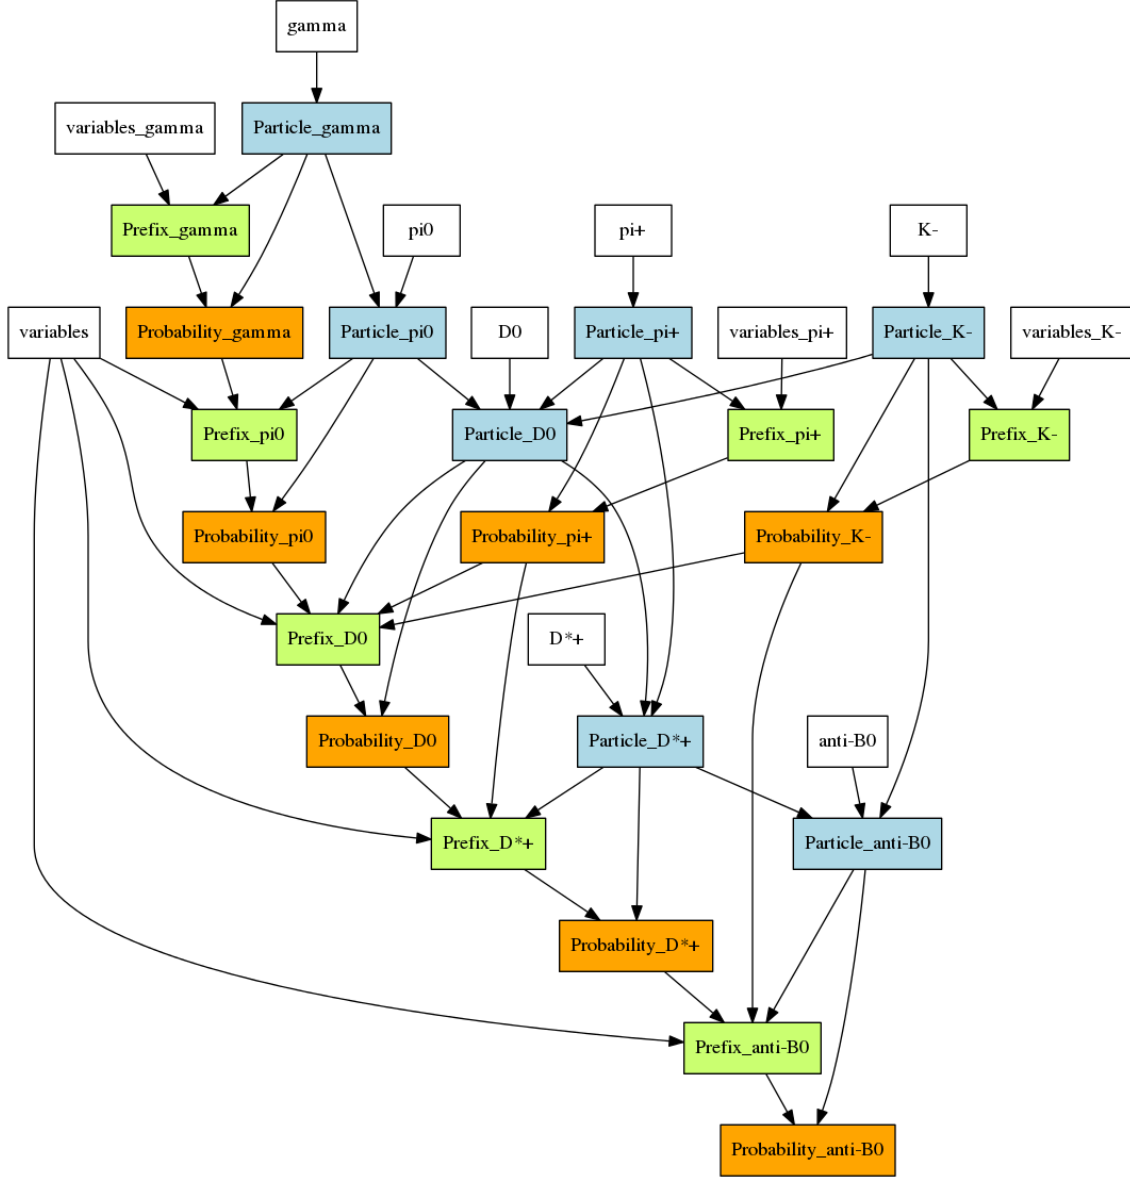 gamma
variables_gamma
Particle_gamma
Prefix_gamma
pi0
pi+
K-
variables
Probability_gamma
Particle_pi0
D0
Particle_pi+
variables_pi+
Particle_K-
variables_K-
Prefix_pi0
Particle_D0
Prefix_pi+
Prefix_K-
Probability_pi0
Probability_pi+
Probability_K-
Prefix_D0
D*+
Probability_D0
Particle_D*+
anti-B0
Prefix_D*+
Particle_anti-B0
Probability_D*+
Prefix_anti-B0
Probability_anti-B0